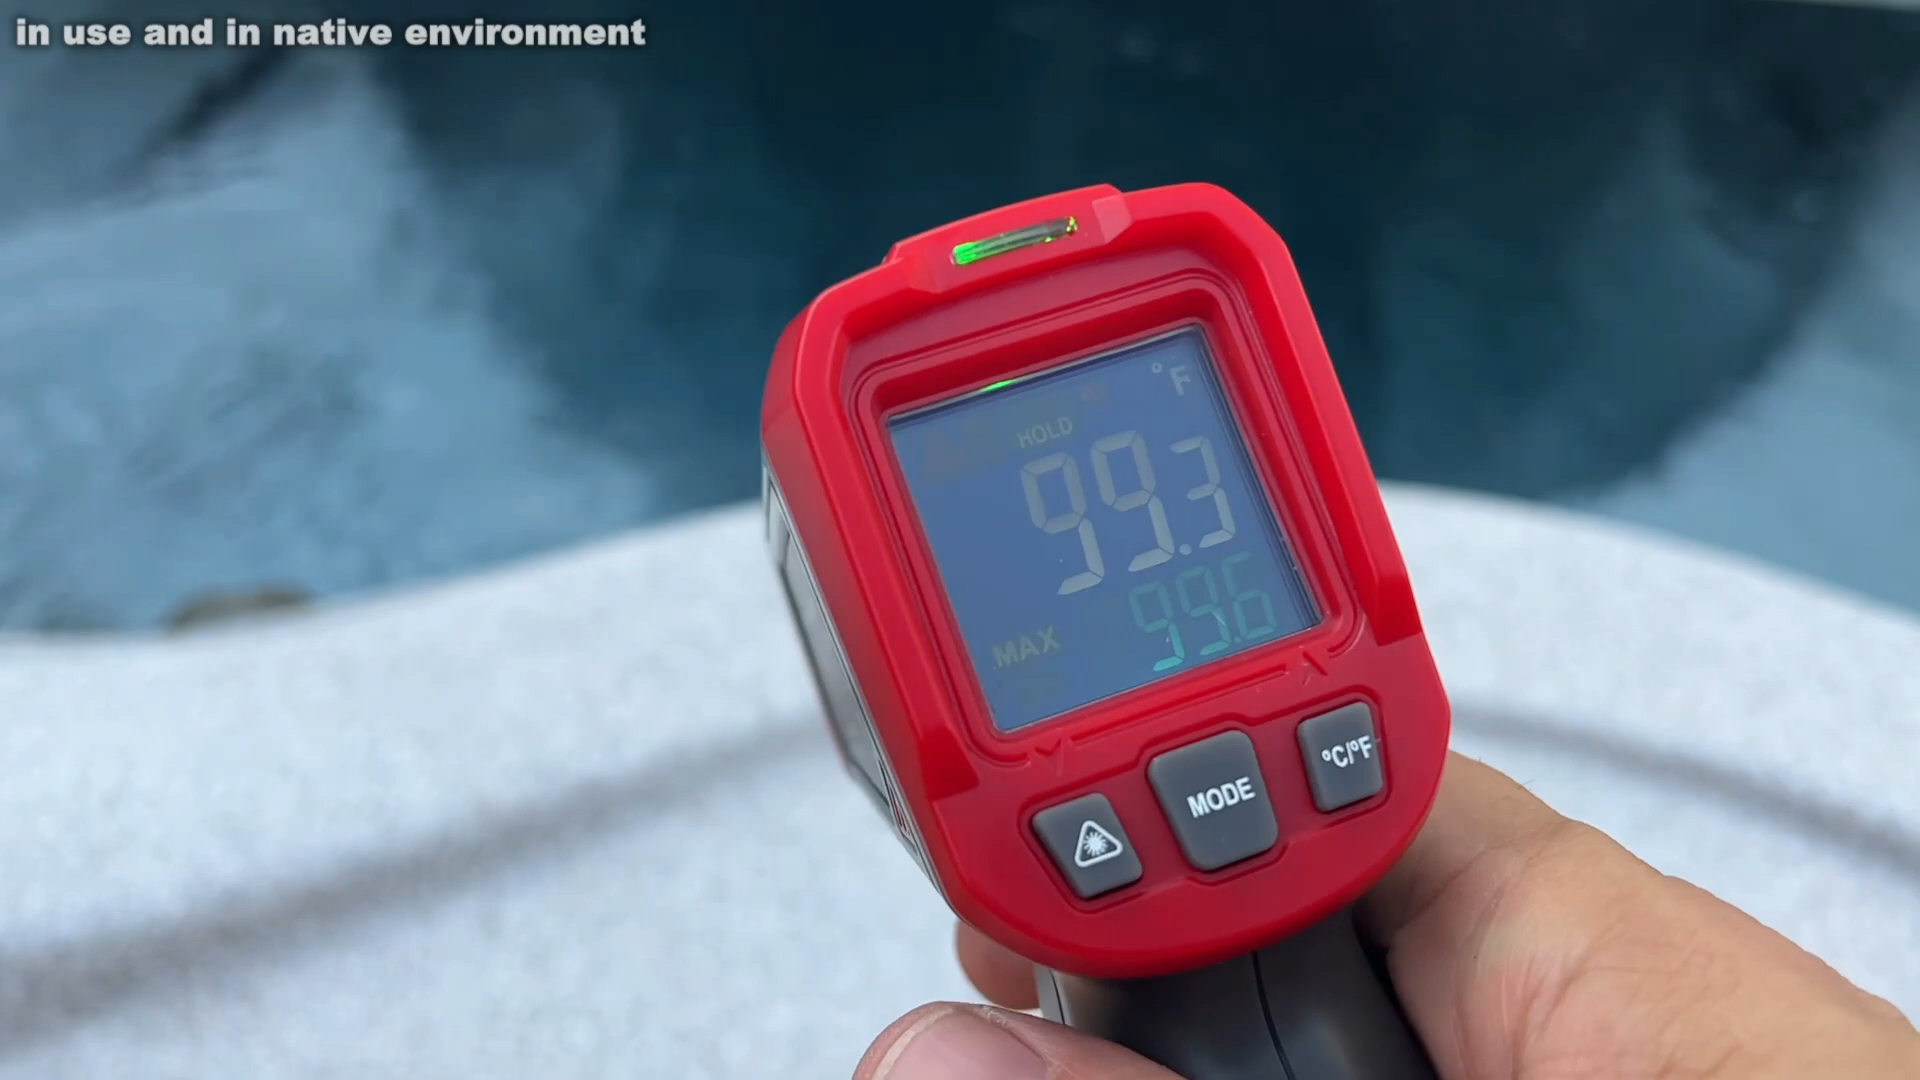 in use and in native environment
°F
HOLD
99.3
MAX 99.6
MODE
°C/°F